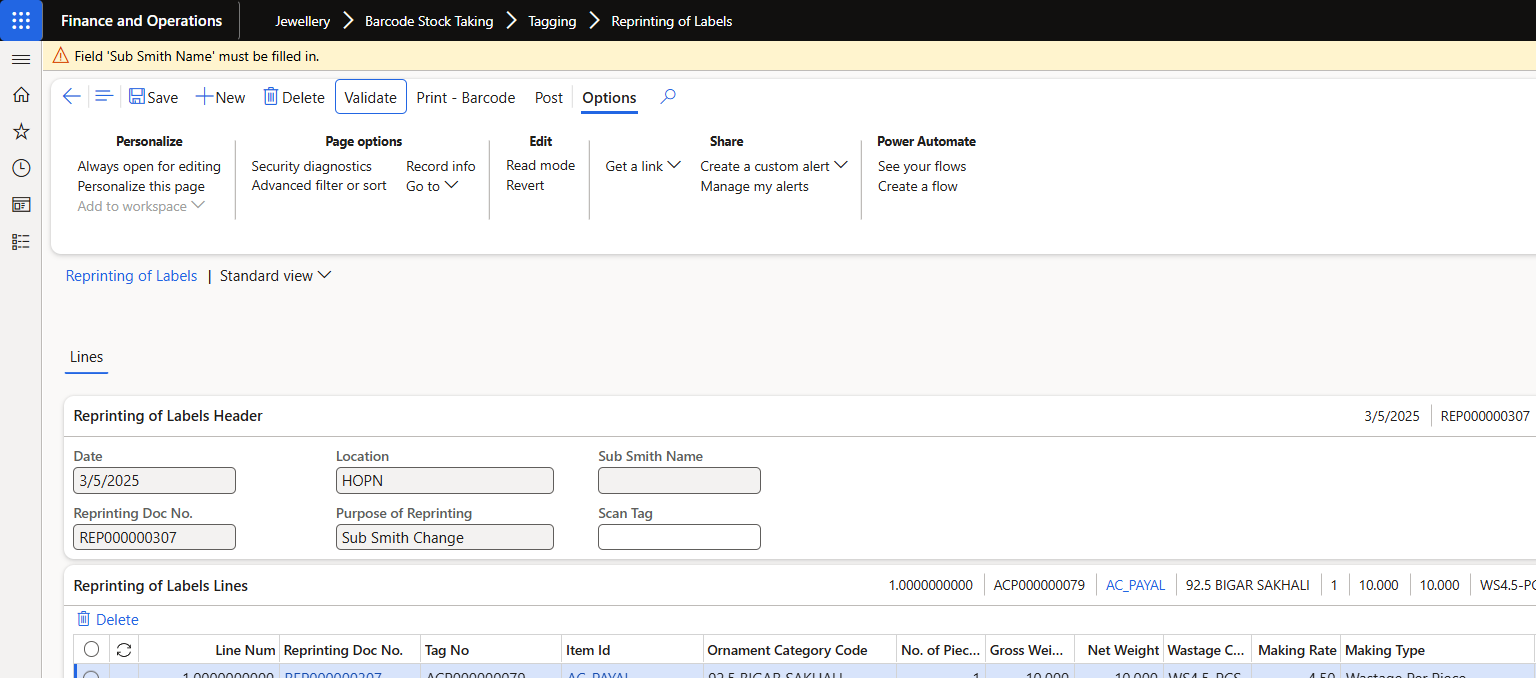 Finance and Operations Jewellery Barcode Stock Taking Tagging Reprinting of Labels
Field 'Sub Smith Name' must be filled in.
Save New Delete Validate Print - Barcode Post Options
Personalize Page options Edit Share Power Automate
Always open for editing Security diagnostics Record info Read mode Get a link Create a custom alert See your flows
Personalize this page Advanced filter or sort Go to Revert Manage my alerts Create a flow
Add to workspace
Reprinting of Labels | Standard view
Lines
Reprinting of Labels Header 3/5/2025 REP000000307
Date Location Sub Smith Name
3/5/2025 HOPN
Reprinting Doc No. Purpose of Reprinting Scan Tag
REP000000307 Sub Smith Change
Reprinting of Labels Lines 1.0000000000 ACP000000079 AC_PAYAL 92.5 BIGAR SAKHALI 1 10.000 10.000 WS4.5-PC
Delete
Line Num Reprinting Doc No. Tag No Item Id Ornament Category Code No. of Piec... Gross Wei... Net Weight Wastage C... Making Rate Making Type
1.0000000000 REP000000307 ACP000000079 AC_PAYAL 92.5 BIGAR SAKHALI 1 10.000 10.000 WS4.5-PCS 4.50 Wastage Per Piece